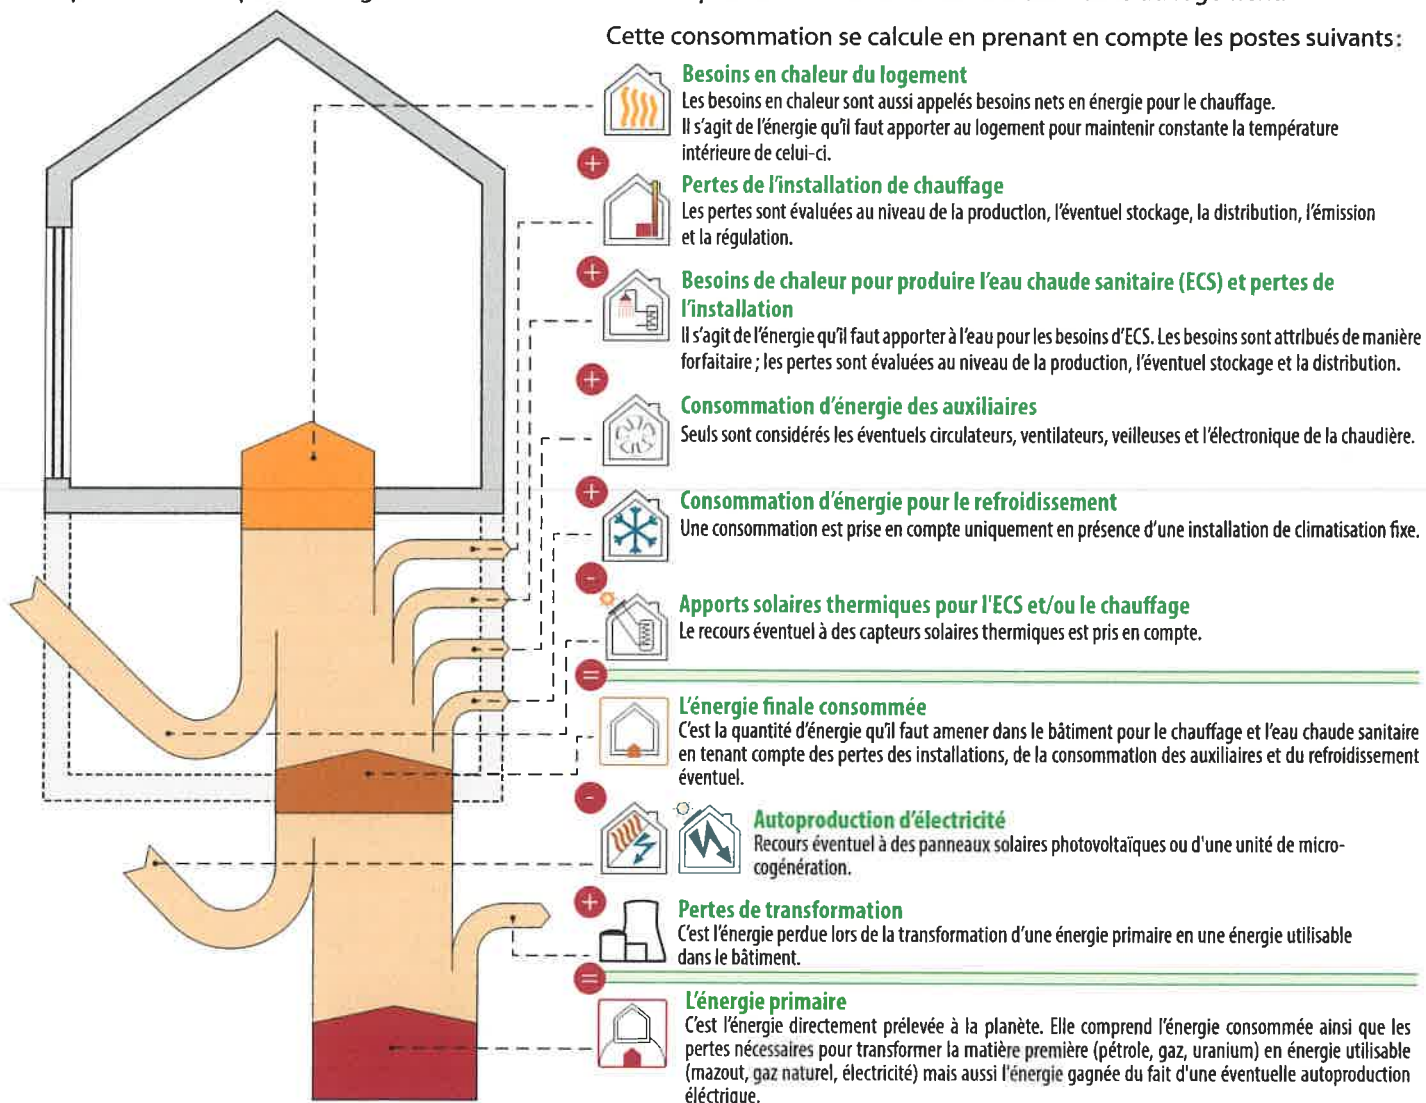 Cette consommation se calcule en prenant en compte les postes suivants :
Besoins en chaleur du logement
Les besoins en chaleur sont aussi appelés besoins nets en énergie pour le chauffage.
Il s'agit de l'énergie qu'il faut apporter au logement pour maintenir constante la température
intérieure de celui-ci.
+
Pertes de l'installation de chauffage
Les pertes sont évaluées au niveau de la production, l'éventuel stockage, la distribution, l'émission
et la régulation.
+
Besoins de chaleur pour produire l'eau chaude sanitaire (ECS) et pertes de
l'installation
Il s'agit de l'énergie qu'il faut apporter à l'eau pour les besoins d'ECS. Les besoins sont attribués de manière
forfaitaire ; les pertes sont évaluées au niveau de la production, l'éventuel stockage et la distribution.
+
Consommation d'énergie des auxiliaires
Seuls sont considérés les éventuels circulateurs, ventilateurs, veilleuses et l'électronique de la chaudière.
+
Consommation d'énergie pour le refroidissement
Une consommation est prise en compte uniquement en présence d'une installation de climatisation fixe.
-
Apports solaires thermiques pour l'ECS et/ou le chauffage
Le recours éventuel à des capteurs solaires thermiques est pris en compte.
=
L'énergie finale consommée
C'est la quantité d'énergie qu'il faut amener dans le bâtiment pour le chauffage et l'eau chaude sanitaire
en tenant compte des pertes des installations, de la consommation des auxiliaires et du refroidissement
éventuel.
-
Autoproduction d'électricité
Recours éventuel à des panneaux solaires photovoltaïques ou d'une unité de micro-
cogénération.
+
Pertes de transformation
C'est l'énergie perdue lors de la transformation d'une énergie primaire en une énergie utilisable
dans le bâtiment.
=
L'énergie primaire
C'est l'énergie directement prélevée à la planète. Elle comprend l'énergie consommée ainsi que les
pertes nécessaires pour transformer la matière première (pétrole, gaz, uranium) en énergie utilisable
(mazout, gaz naturel, électricité) mais aussi l'énergie gagnée du fait d'une éventuelle autoproduction
éléctrique.